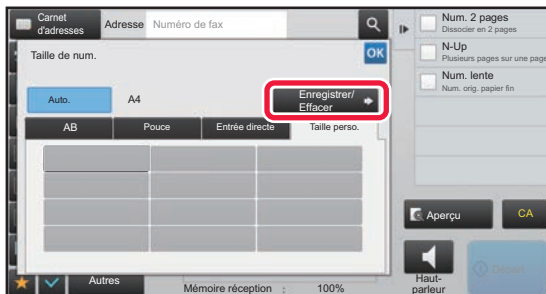 Carnet
d'adresses
Adresse
Numéro de fax
Taille de num.
OK
Auto.
A4
Enregistrer/
Effacer
AB
Pouce
Entrée directe
Taille perso.
Autres
Mémoire réception : 100%
Num. 2 pages
Dissocier en 2 pages
N-Up
Plusieurs pages sur une page
Num. lente
Num. orig. papier fin
Aperçu
CA
Haut-
parleur
Départ